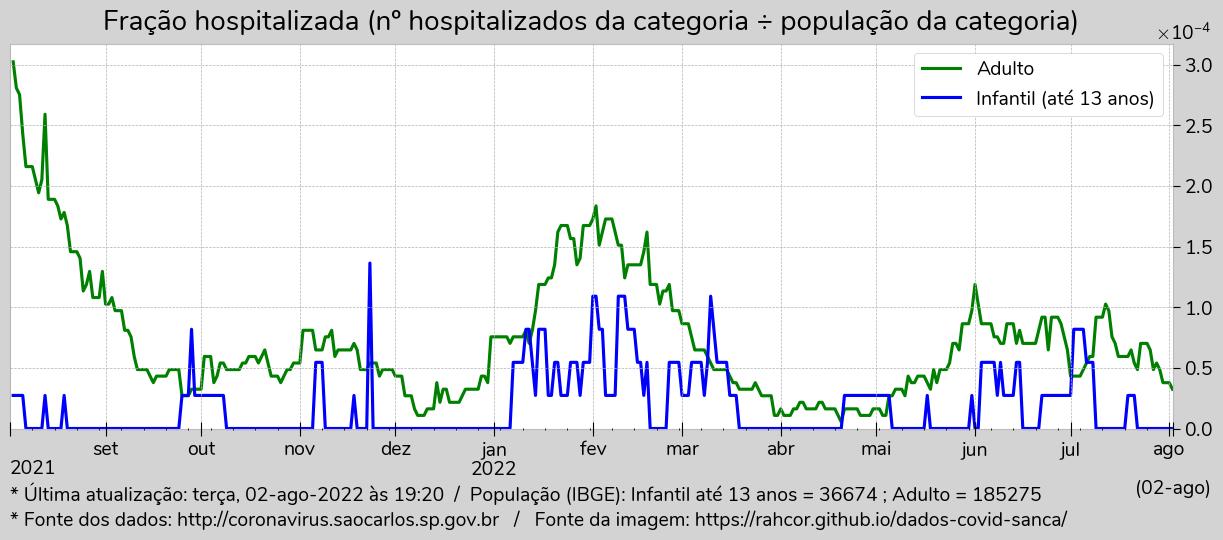 Fração hospitalizada (nº hospitalizados da categoria ÷ população da categoria)
×10⁻⁴
Adulto
Infantil (até 13 anos)
3.0
2.5
2.0
1.5
1.0
0.5
0.0
set out nov dez jan fev mar abr mai jun jul ago
2021 2022
(02-ago)
* Última atualização: terça, 02-ago-2022 às 19:20 / População (IBGE): Infantil até 13 anos = 36674 ; Adulto = 185275
* Fonte dos dados: http://coronavirus.saocarlos.sp.gov.br / Fonte da imagem: https://rahcor.github.io/dados-covid-sanca/